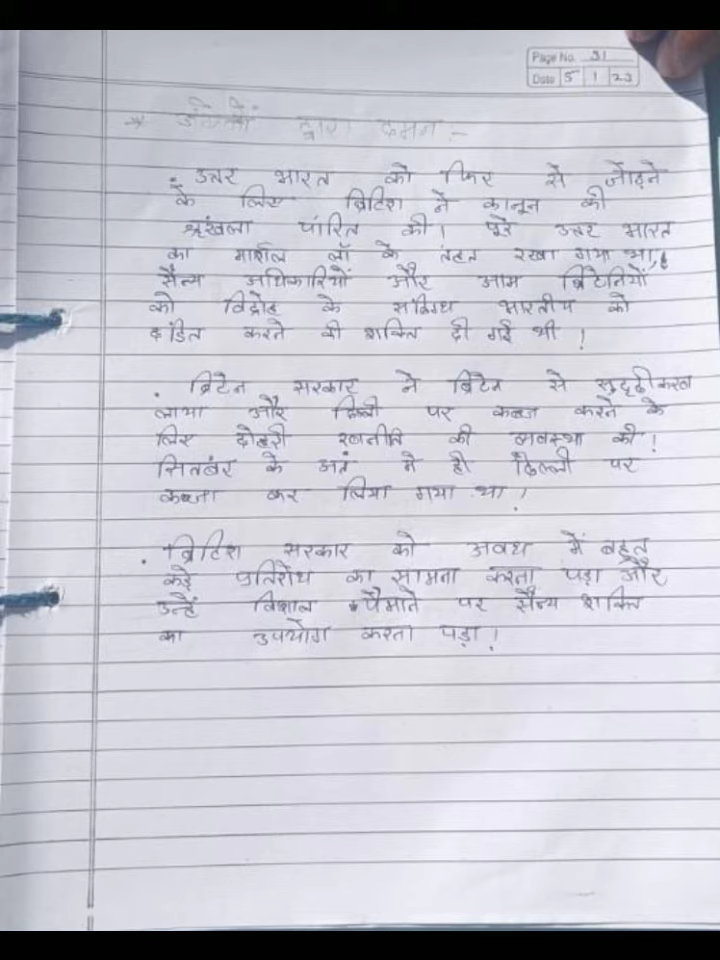 Page No. 31
Date 5 1 23
→ द्वारा दमन :-
• उत्तर भारत को फिर से जोड़ने
के लिए ब्रिटिश ने कानून की
श्रृंखला पारित की। पूरे उत्तर भारत
का मार्शल लॉ के तहत रखा गया था,
सैन्य अधिकारियों और आम ब्रिटेनियों
को विद्रोह के संदिग्ध भारतीय को
दंडित करने की शक्ति दी गई थी !
• ब्रिटेन सरकार ने ब्रिटेन से सुदृढीकरण
लाया और दिल्ली पर कब्जा करने के
लिए दोहरी रणनीति की व्यवस्था की!
सितबंर के अतं में ही दिल्ली पर
कब्जा कर लिया गया था!
• ब्रिटिश सरकार को अवध में बहुत
कड़े प्रतिरोध का सामना करना पड़ा और
उन्हें विशाल पैमाने पर सैन्य शक्ति
का उपयोग करना पड़ा!